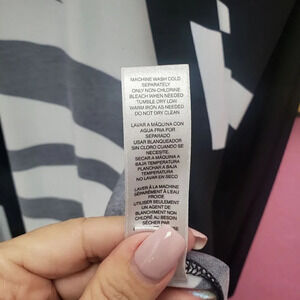 MACHINE WASH COLD
SEPARATELY
ONLY NON-CHLORINE
BLEACH WHEN NEEDED
TUMBLE DRY LOW
WARM IRON AS NEEDED
DO NOT DRY CLEAN
LAVAR A MÁQUINA CON
AGUA FRIA POR
SEPARADO
USAR BLANQUEADOR
SIN CLORO CUANDO SE
NECESITE.
SECAR A MÁQUINA A
BAJA TEMPERATURA
PLANCHAR A BAJA
TEMPERATURA
NO LAVAR EN SECO
LAVER À LA MACHINE
SÉPARÉMENT À L'EAU
FROIDE
UTILISER SEULEMENT
UN AGENT DE
BLANCHIMENT NON
CHLORÉ AU BESOIN
SÉCHER PAR